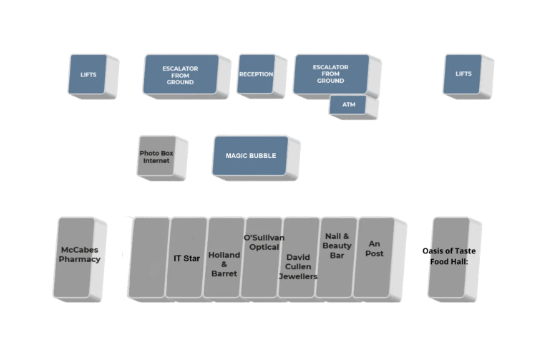 LIFTS
ESCALATOR
FROM
GROUND
RECEPTION
ESCALATOR
FROM
GROUND
LIFTS
ATM
Photo Box
Internet
MAGIC BUBBLE
McCabes
Pharmacy
IT Star
Holland
&
Barret
O'Sullivan
Optical
David
Cullen
Jewellers
Nail &
Beauty
Bar
An
Post
Oasis of Taste
Food Hall: